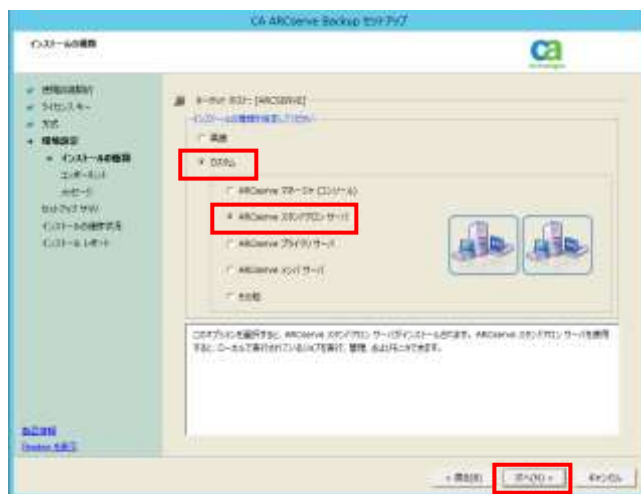 CA ARCserve Backup セットアップ
インストールの種類
ca
technologies
使用許諾契約
ライセンス キー
方式
環境設定
インストールの種類
コンポーネント
メッセージ
セットアップ サマリ
インストールの進捗状況
インストール レポート
ターゲット ホスト: [ARCSERVE]
インストールの種類を指定してください
高速
カスタム
ARCserve マネージャ (コンソール)
ARCserve スタンドアロン サーバ
ARCserve プライマリ サーバ
ARCserve メンバ サーバ
その他
このオプションを選択すると、ARCserve スタンドアロン サーバがインストールされます。ARCserve スタンドアロン サーバを使用
すると、ローカルで実行されているジョブを実行、管理、およびモニタできます。
製品情報
Readme を表示
< 戻る(B)
次へ(N) >
キャンセル